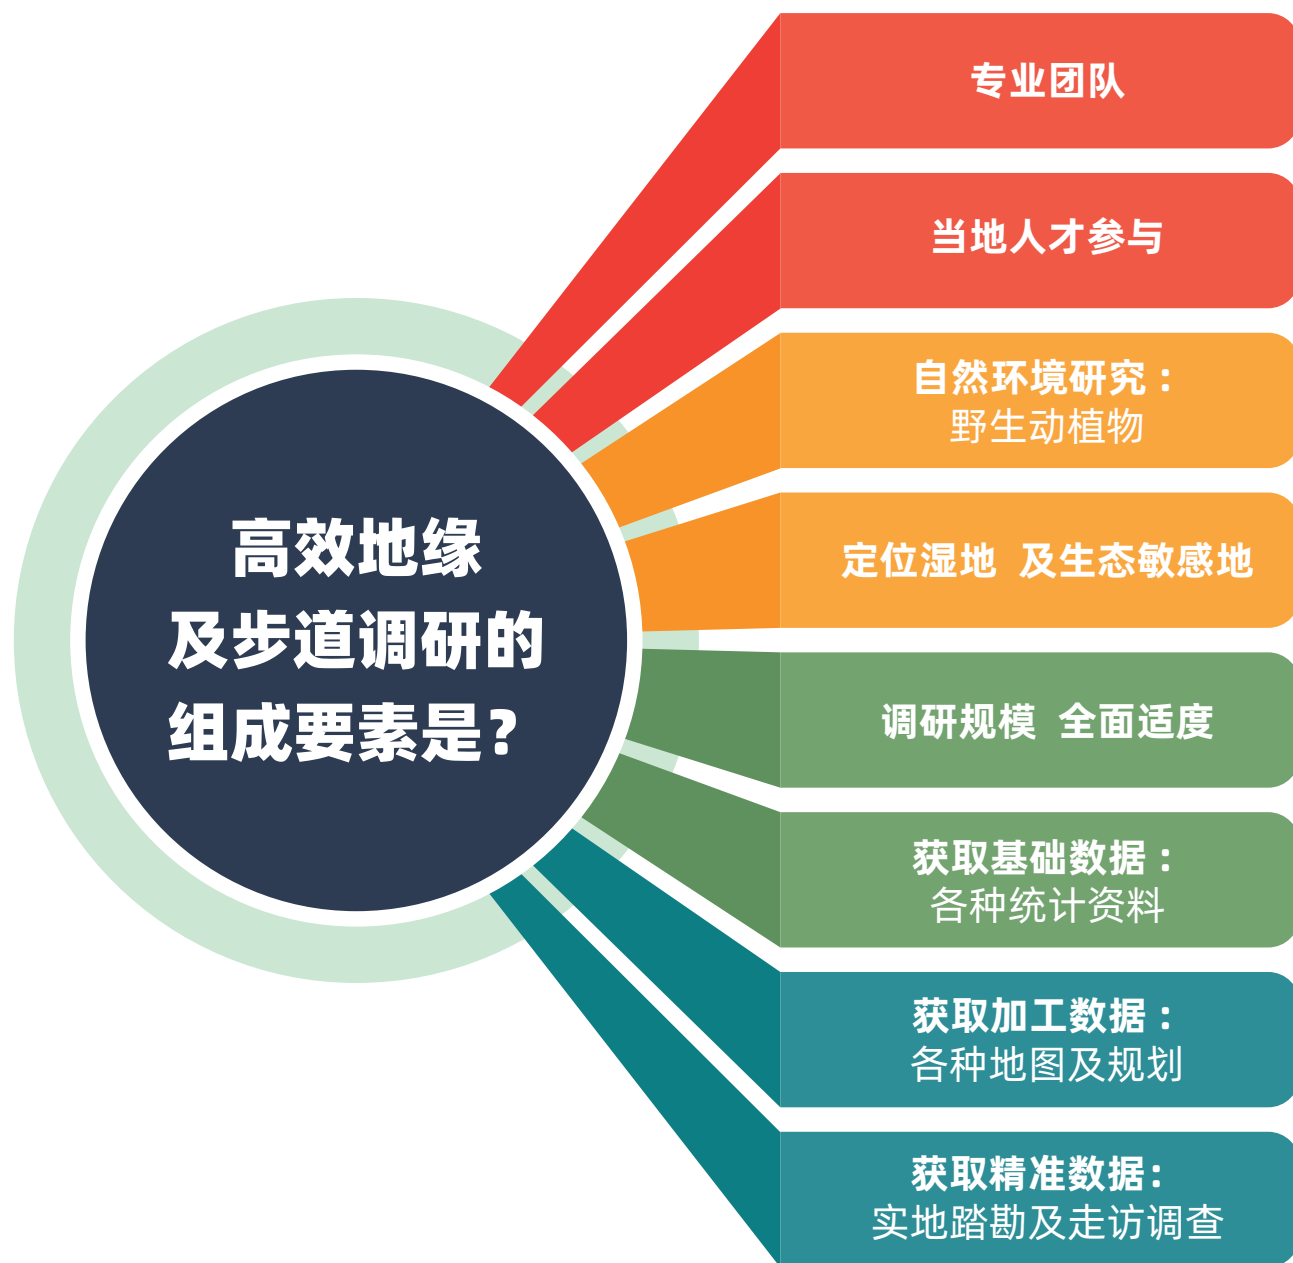 高效地缘
及步道调研的
组成要素是?
专业团队
当地人才参与
自然环境研究：
野生动植物
定位湿地 及生态敏感地
调研规模 全面适度
获取基础数据：
各种统计资料
获取加工数据：
各种地图及规划
获取精准数据:
实地踏勘及走访调查